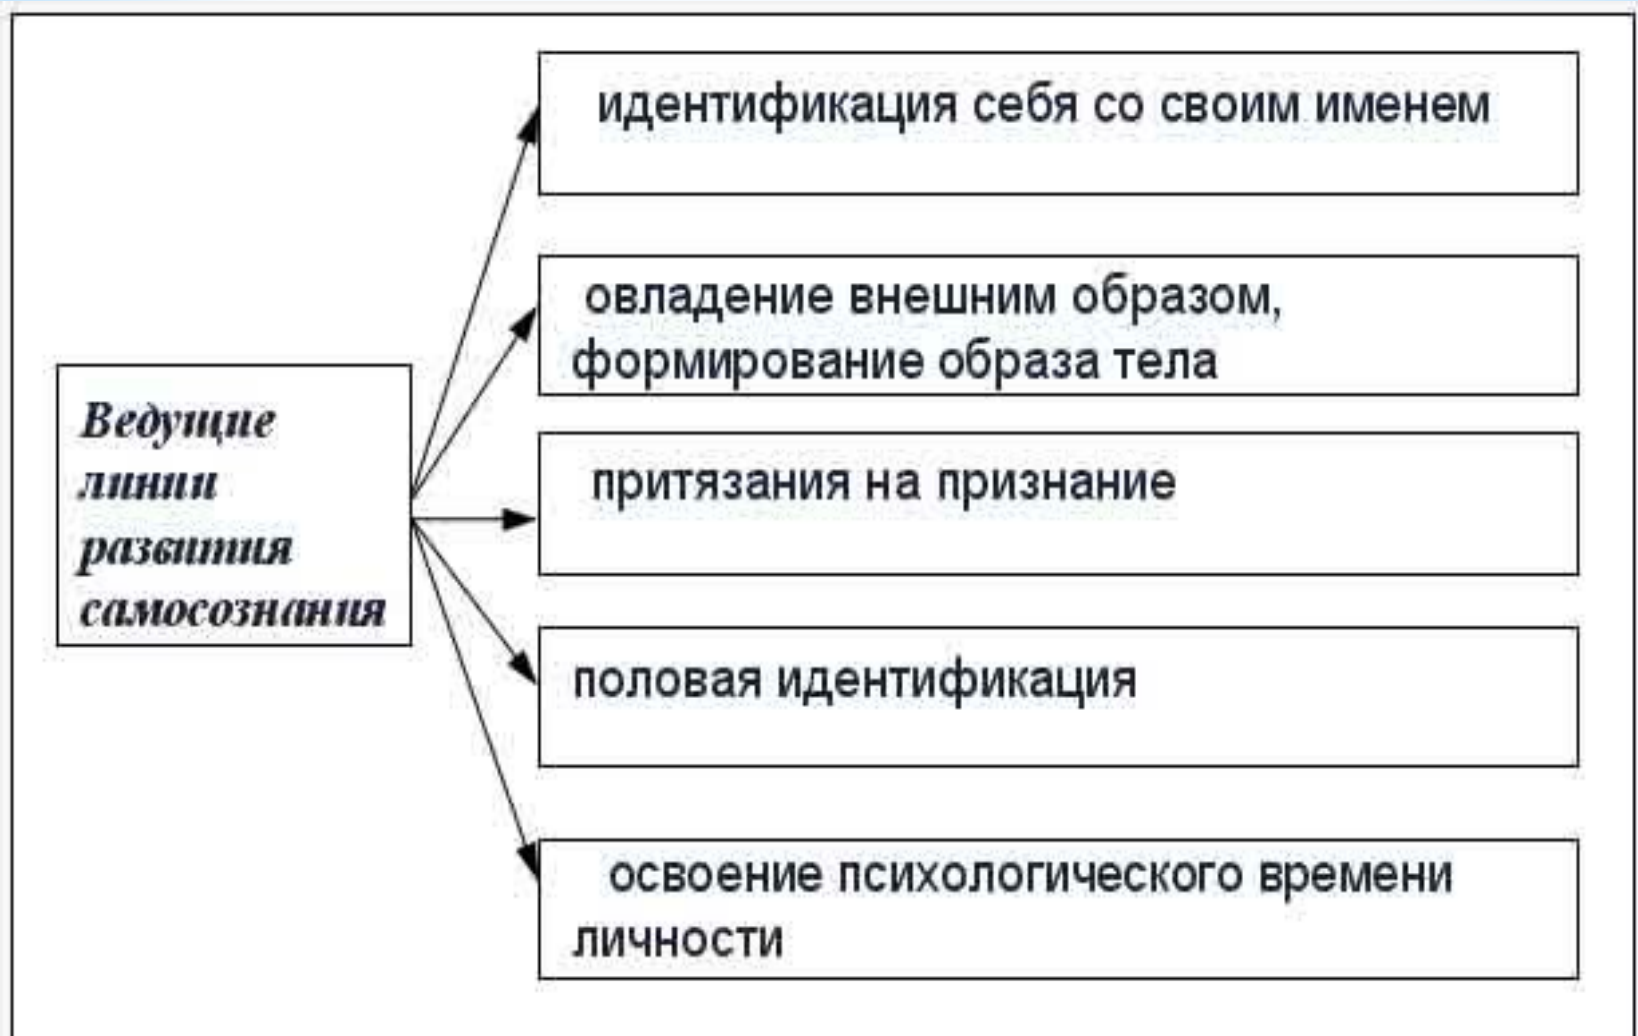 Ведущие
линии
развития
самосознания
идентификация себя со своим именем
овладение внешним образом,
формирование образа тела
притязания на признание
половая идентификация
освоение психологического времени
личности